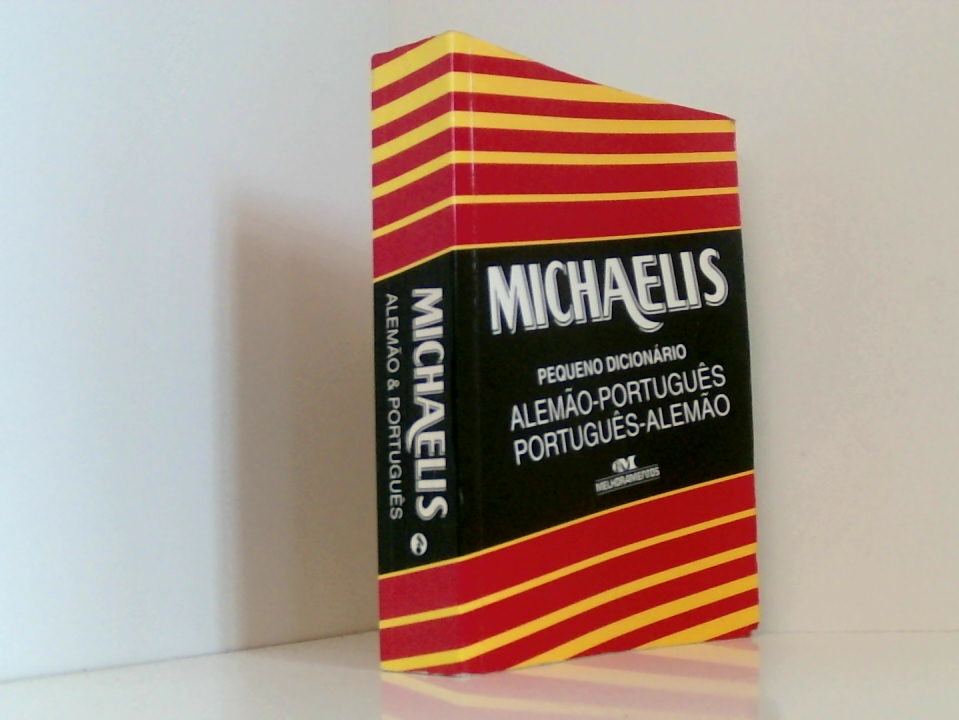 MICHAELIS
ALEMÃO & PORTUGUÊS
MICHAELIS
PEQUENO DICIONÁRIO
ALEMÃO-PORTUGUÊS
PORTUGUÊS-ALEMÃO
MELHORAMENTOS